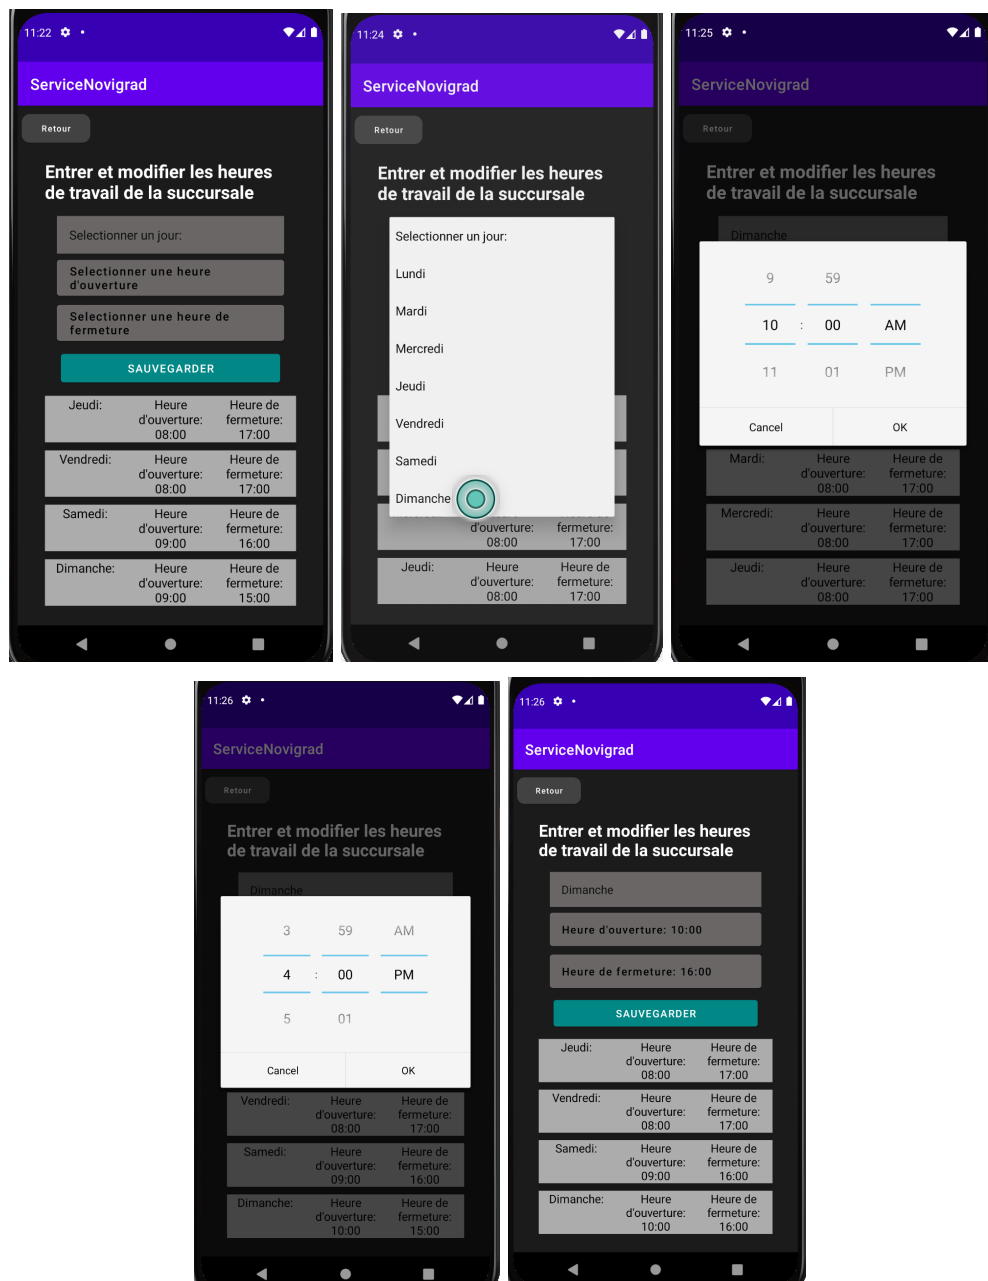 11:22
ServiceNovigrad
Retour
Entrer et modifier les heures
de travail de la succursale
Selectionner un jour:
Selectionner une heure
d'ouverture
Selectionner une heure de
fermeture
SAUVEGARDER
Jeudi: Heure Heure de
d'ouverture: fermeture:
08:00 17:00
Vendredi: Heure Heure de
d'ouverture: fermeture:
08:00 17:00
Samedi: Heure Heure de
d'ouverture: fermeture:
09:00 16:00
Dimanche: Heure Heure de
d'ouverture: fermeture:
09:00 15:00
11:24
ServiceNovigrad
Retour
Entrer et modifier les heures
de travail de la succursale
Selectionner un jour:
Lundi
Mardi
Mercredi
Jeudi
Vendredi
Samedi
Dimanche
d'ouverture: fermeture:
08:00 17:00
Jeudi: Heure Heure de
d'ouverture: fermeture:
08:00 17:00
11:25
ServiceNovigrad
Retour
Entrer et modifier les heures
de travail de la succursale
Dimanche
9 59
10 : 00 AM
11 01 PM
Cancel OK
Mardi: Heure Heure de
d'ouverture: fermeture:
08:00 17:00
Mercredi: Heure Heure de
d'ouverture: fermeture:
08:00 17:00
Jeudi: Heure Heure de
d'ouverture: fermeture:
08:00 17:00
11:26
ServiceNovigrad
Retour
Entrer et modifier les heures
de travail de la succursale
Dimanche
3 59 AM
4 : 00 PM
5 01
Cancel OK
Vendredi: Heure Heure de
d'ouverture: fermeture:
08:00 17:00
Samedi: Heure Heure de
d'ouverture: fermeture:
09:00 16:00
Dimanche: Heure Heure de
d'ouverture: fermeture:
10:00 15:00
11:26
ServiceNovigrad
Retour
Entrer et modifier les heures
de travail de la succursale
Dimanche
Heure d'ouverture: 10:00
Heure de fermeture: 16:00
SAUVEGARDER
Jeudi: Heure Heure de
d'ouverture: fermeture:
08:00 17:00
Vendredi: Heure Heure de
d'ouverture: fermeture:
08:00 17:00
Samedi: Heure Heure de
d'ouverture: fermeture:
09:00 16:00
Dimanche: Heure Heure de
d'ouverture: fermeture:
10:00 16:00